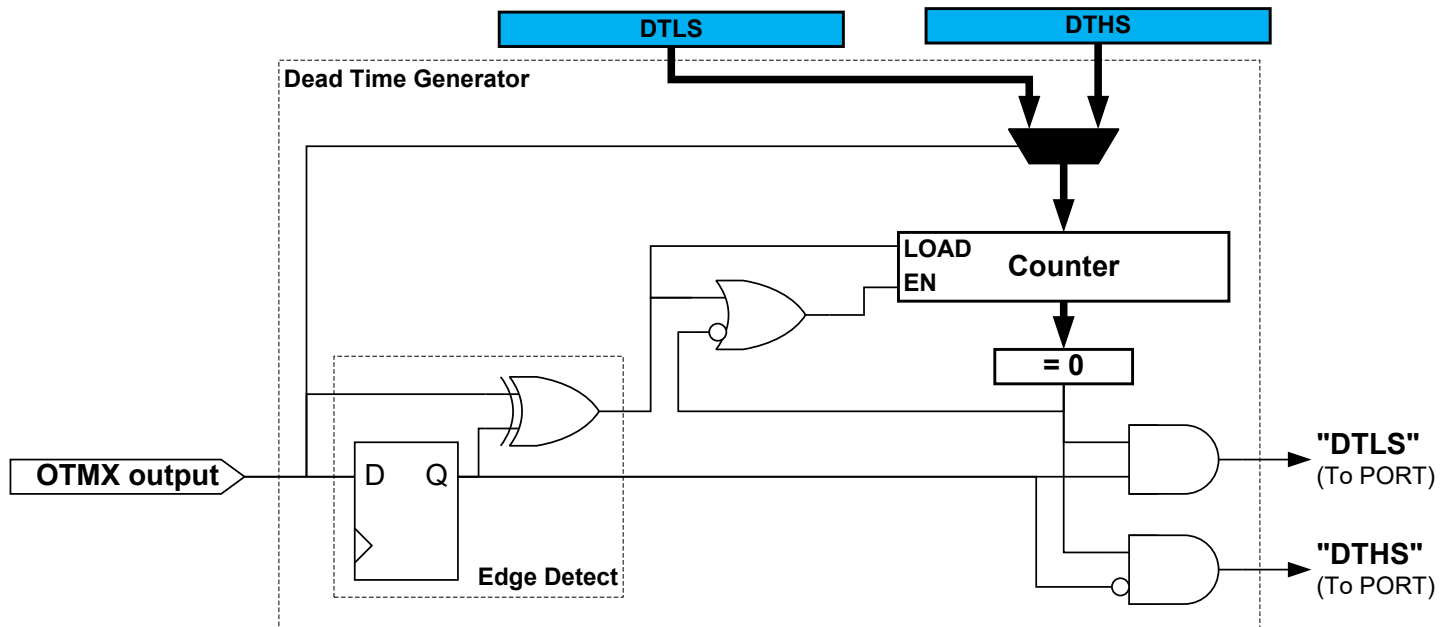 DTLS
DTHS
Dead Time Generator
LOAD
EN
Counter
= 0
OTMX output
D
Q
Edge Detect
"DTLS"
(To PORT)
"DTHS"
(To PORT)